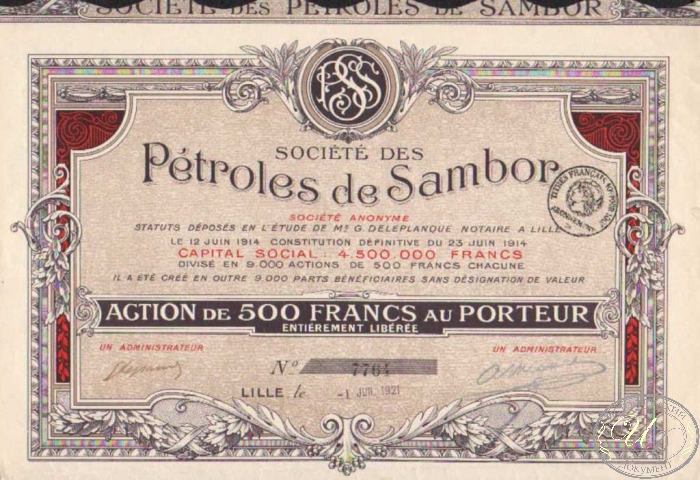 SOCIÉTÉ DES PÉTROLES DE SAMBOR
SOCIÉTÉ DES
Pétroles de Sambor
SOCIÉTÉ ANONYME
STATUTS DÉPOSÉS EN L'ÉTUDE DE Me G. DELEPLANQUE NOTAIRE A LILLE
LE 12 JUIN 1914 CONSTITUTION DÉFINITIVE DU 23 JUIN 1914
CAPITAL SOCIAL: 4.500.000 FRANCS
DIVISÉ EN 9.000 ACTIONS DE 500 FRANCS CHACUNE
IL A ÉTÉ CRÉÉ EN OUTRE 9.000 PARTS BÉNÉFICIAIRES SANS DÉSIGNATION DE VALEUR
ACTION DE 500 FRANCS AU PORTEUR
ENTIÈREMENT LIBÉRÉE
UN ADMINISTRATEUR
UN ADMINISTRATEUR
No 7764
LILLE le -1 JUIL 1921